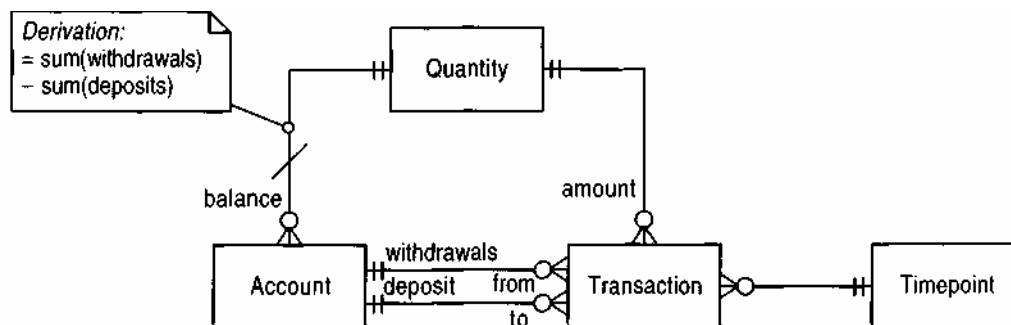 Derivation:
= sum(withdrawals)
− sum(deposits)
Quantity
balance
amount
withdrawals
from
deposit
to
Account
Transaction
Timepoint